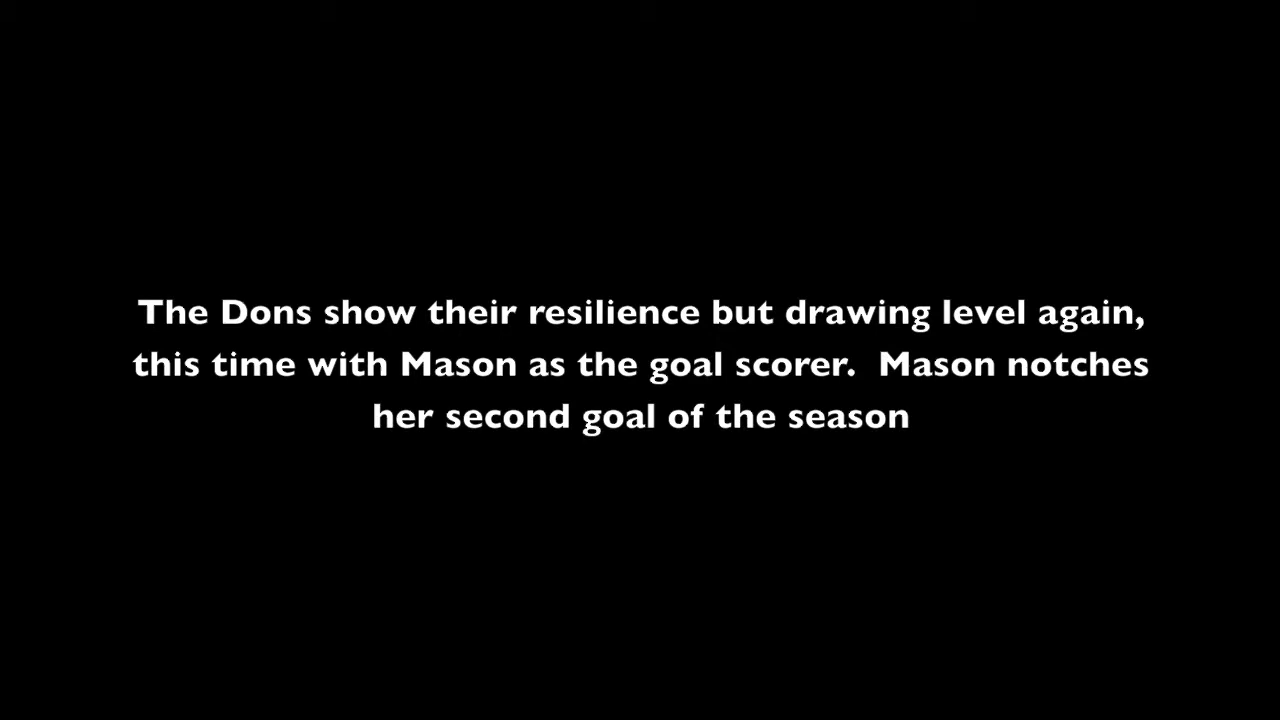 The Dons show their resilience but drawing level again,
this time with Mason as the goal scorer.  Mason notches
her second goal of the season